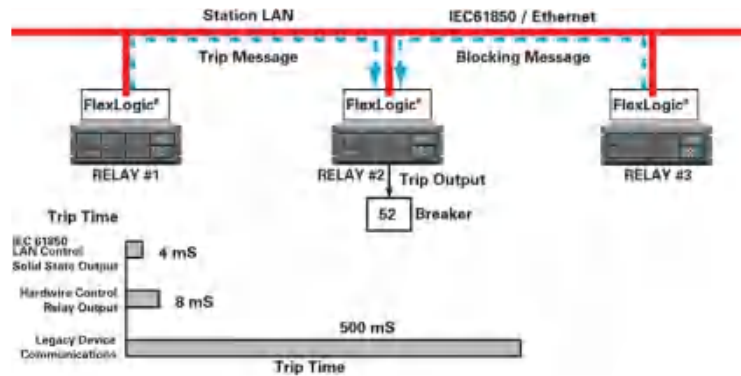 Station LAN
IEC61850 / Ethernet
Trip Message
Blocking Message
FlexLogic®
FlexLogic®
FlexLogic®
RELAY #1
RELAY #2
RELAY #3
Trip Output
52
Breaker
Trip Time
IEC 61850
LAN Control
Solid State Output
4 mS
Hardwire Control
Relay Output
8 mS
500 mS
Legacy Device
Communications
Trip Time